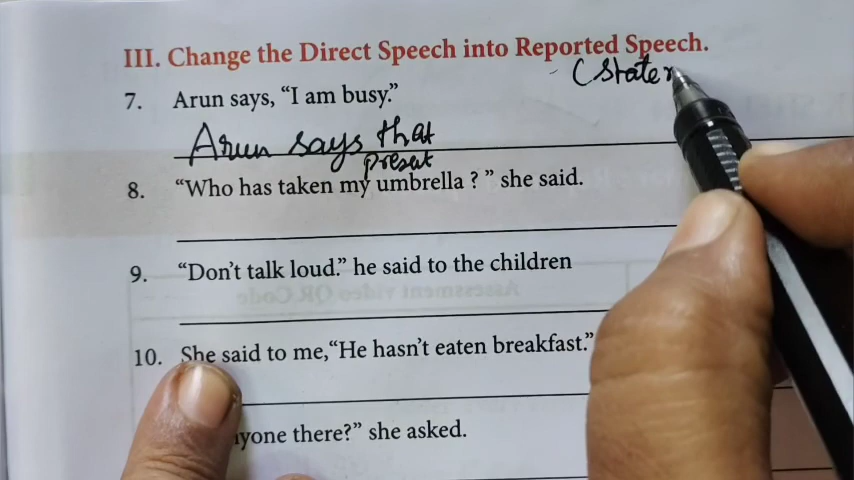 III. Change the Direct Speech into Reported Speech.
(State
7. Arun says, “I am busy.”
Arun says that
present
8. “Who has taken my umbrella ? ” she said.
9. “Don't talk loud.” he said to the children
10. She said to me,“He hasn't eaten breakfast.”
there?” she asked.